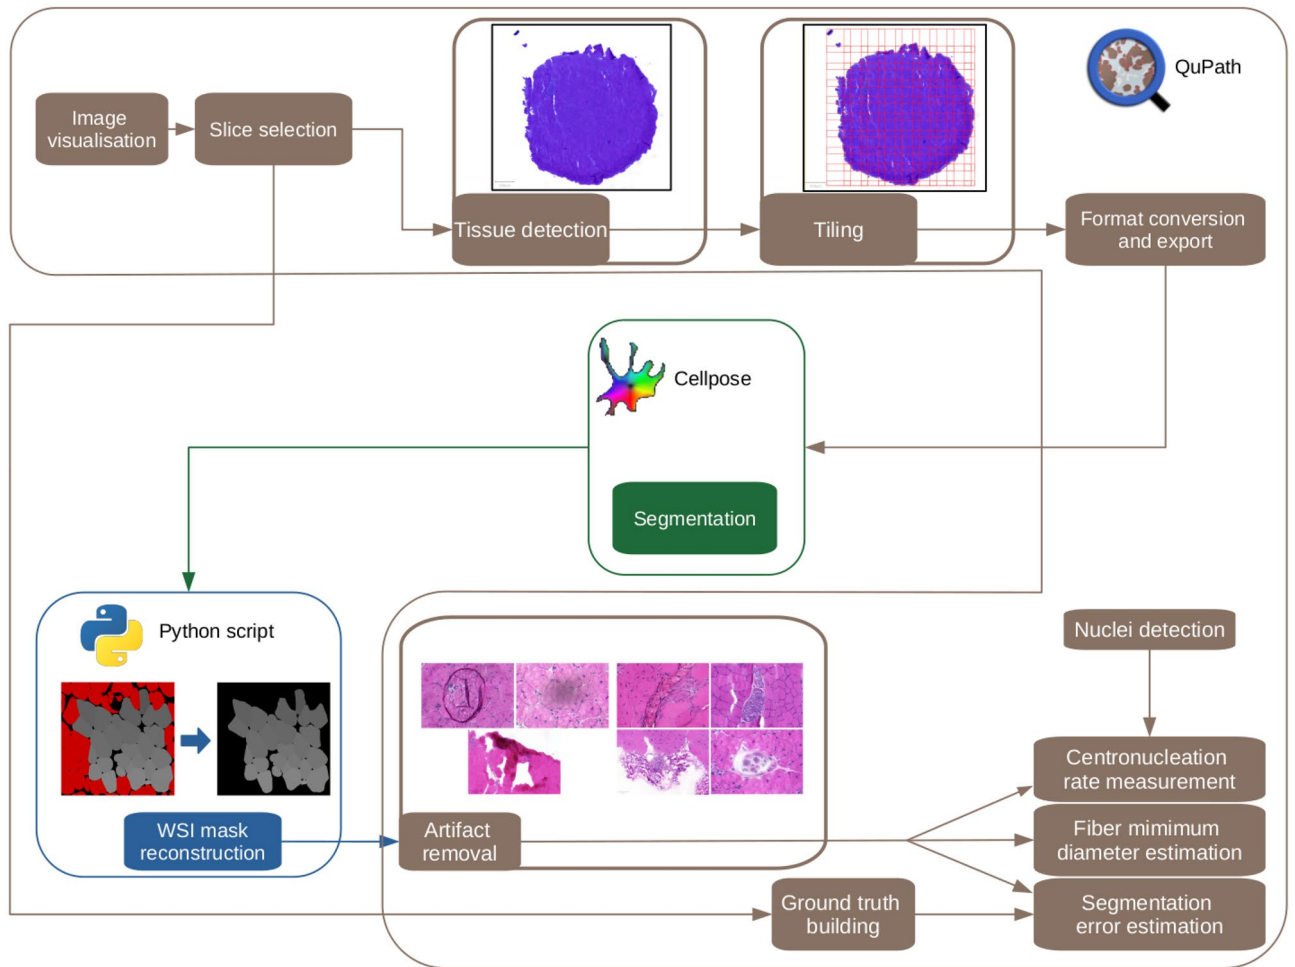 QuPath
Image
visualisation
Slice selection
Tissue detection
Tiling
Format conversion
and export
Cellpose
Segmentation
Python script
WSI mask
reconstruction
Artifact
removal
Nuclei detection
Centronucleation
rate measurement
Fiber mimimum
diameter estimation
Ground truth
building
Segmentation
error estimation